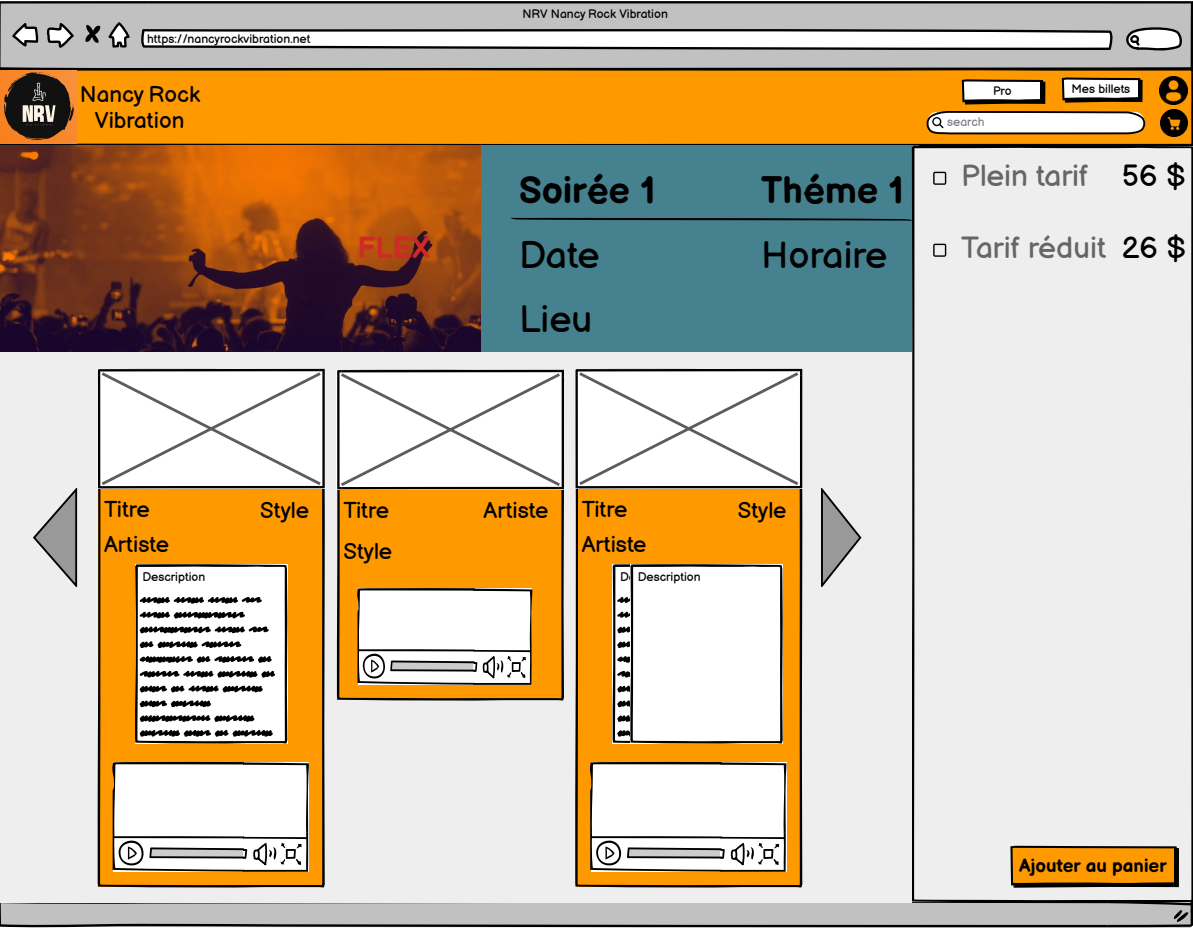 NRV Nancy Rock Vibration
https://nancyrockvibration.net
NRV
Nancy Rock
Vibration
Pro
Mes billets
search
FLEX
Soirée 1
Théme 1
Date
Horaire
Lieu
Plein tarif
56 $
Tarif réduit
26 $
Titre
Style
Artiste
Description
Titre
Artiste
Style
Titre
Style
Artiste
D
Description
Ajouter au panier